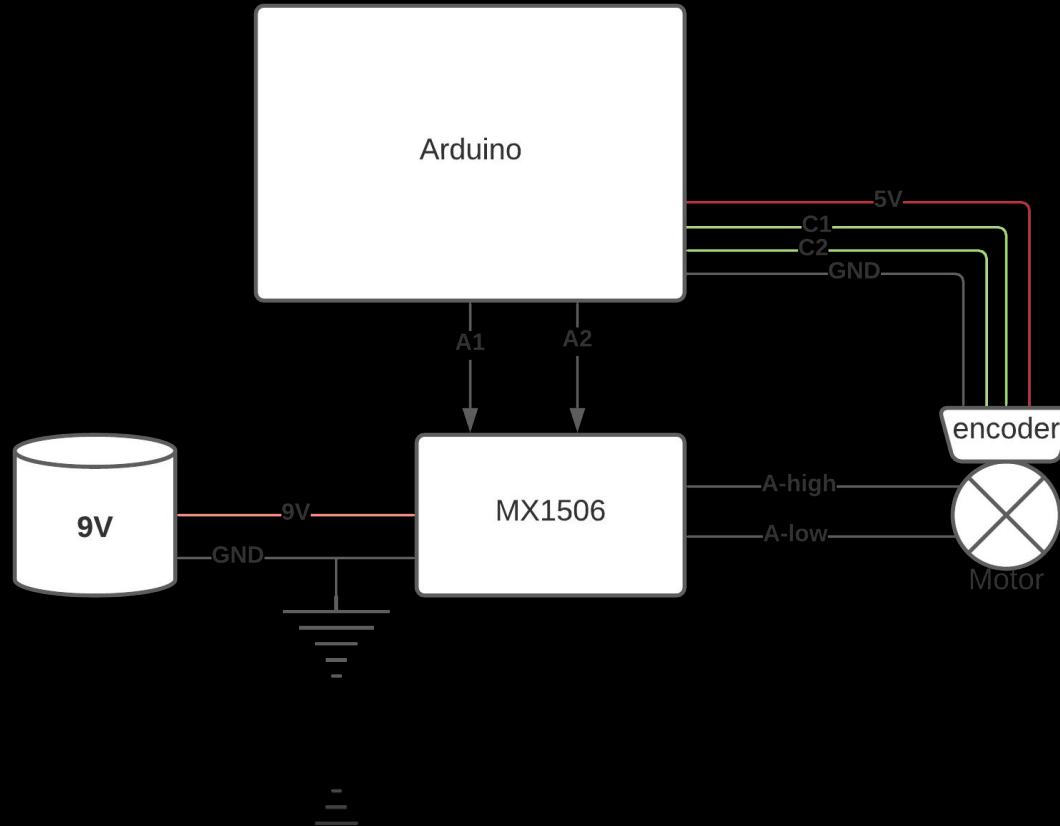 Arduino
5V
C1
C2
GND
A1
A2
encoder
9V
9V
GND
MX1506
A-high
A-low
Motor